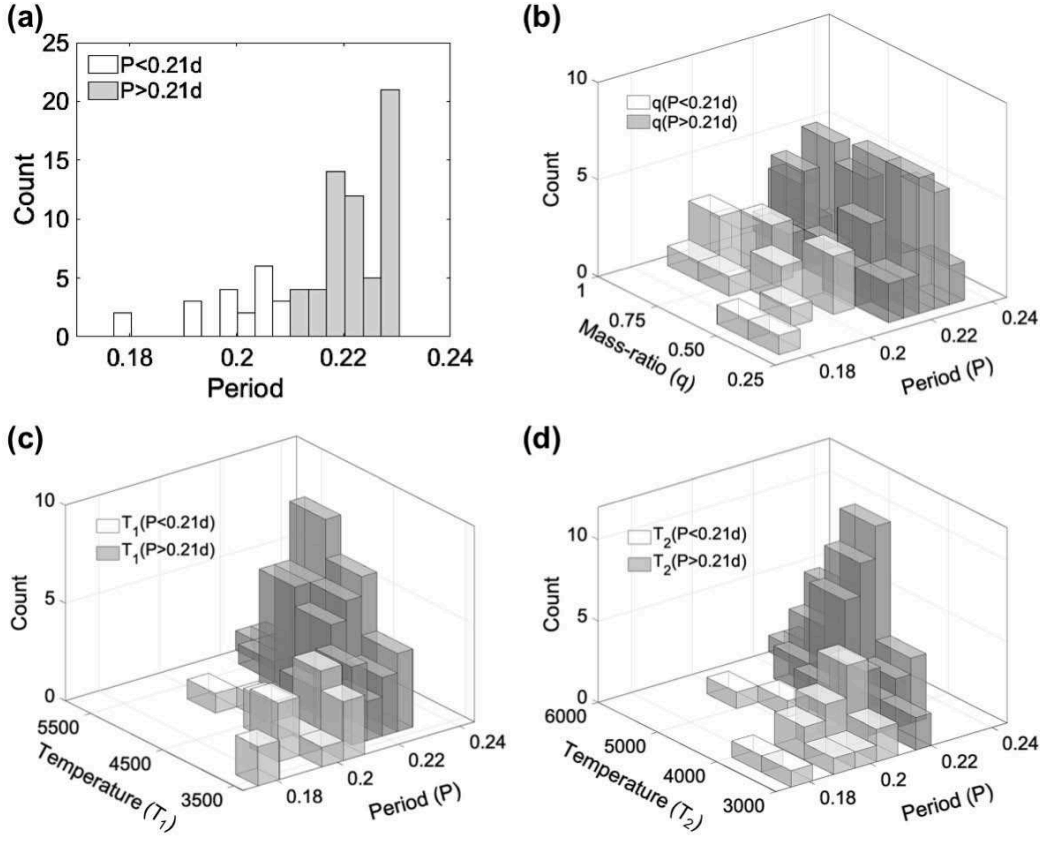 (a)
25
20
15
10
5
0
Count
P<0.21d
P>0.21d
0.18
0.2
0.22
0.24
Period
(b)
10
5
0
Count
q(P<0.21d)
q(P>0.21d)
1
0.75
0.50
0.25
Mass-ratio (q)
0.18
0.2
0.22
0.24
Period (P)
(c)
10
5
0
Count
T1(P<0.21d)
T1(P>0.21d)
5500
4500
3500
Temperature (T1)
0.18
0.2
0.22
0.24
Period (P)
(d)
10
5
0
Count
T2(P<0.21d)
T2(P>0.21d)
6000
5000
4000
3000
Temperature (T2)
0.18
0.2
0.22
0.24
Period (P)